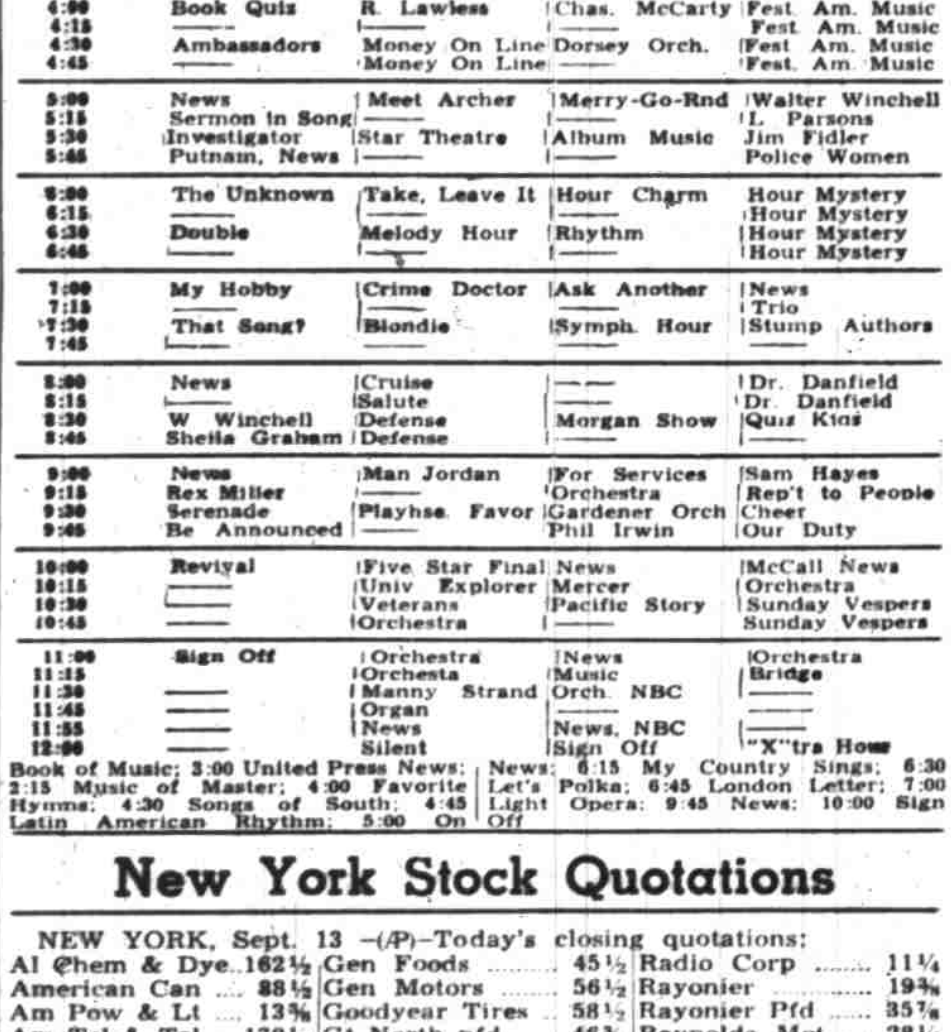 4:00 Book Quiz R. Lawless Chas. McCarty Fest. Am. Music
4:15 Fest. Am. Music
4:30 Ambassadors Money On Line Dorsey Orch. Fest Am. Music
4:45 Money On Line Fest. Am. Music
5:00 News Meet Archer Merry-Go-Rnd Walter Winchell
5:15 Sermon in Song L Parsons
5:30 Investigator Star Theatre Album Music Jim Fidler
5:45 Putnam, News Police Women
6:00 The Unknown Take, Leave It Hour Charm Hour Mystery
6:15 Hour Mystery
6:30 Double Melody Hour Rhythm Hour Mystery
6:45 Hour Mystery
7:00 My Hobby Crime Doctor Ask Another News
7:15 Trio
7:30 That Song? Blondie Symph. Hour Stump Authors
7:45
8:00 News Cruise Dr. Danfield
8:15 Salute Dr. Danfield
8:30 W Winchell Defense Morgan Show Quiz Kids
8:45 Sheila Graham Defense
9:00 News Man Jordan For Services Sam Hayes
9:15 Rex Miller Orchestra Rep't to People
9:30 Serenade Playhse. Favor Gardener Orch Cheer
9:45 Be Announced Phil Irwin Our Duty
10:00 Revival Five Star Final News McCall News
10:15 Univ Explorer Mercer Orchestra
10:30 Veterans Pacific Story Sunday Vespers
10:45 Orchestra Sunday Vespers
11:00 Sign Off Orchestra News Orchestra
11:15 Orchesta Music Bridge
11:30 Manny Strand Orch. NBC
11:45 Organ
11:55 News News, NBC
12:00 Silent Sign Off "X"tra Hour
Book of Music; 3:00 United Press News;
2:15 Music of Master; 4:00 Favorite
Hymns; 4:30 Songs of South; 4:45
Latin American Rhythm; 5:00 On
News; 6:15 My Country Sings; 6:30
Let's Polka; 6:45 London Letter; 7:00
Light Opera; 9:45 News; 10:00 Sign
Off
New York Stock Quotations
NEW YORK, Sept. 13 -(AP)-Today's closing quotations:
Al Chem & Dye..162½ Gen Foods ......... 45½ Radio Corp ........ 11¼
American Can .... 88½ Gen Motors ........ 56½ Rayonier ........... 19⅜
Am Pow & Lt .... 13⅝ Goodyear Tires .. 58½ Rayonier Pfd ..... 35⅞